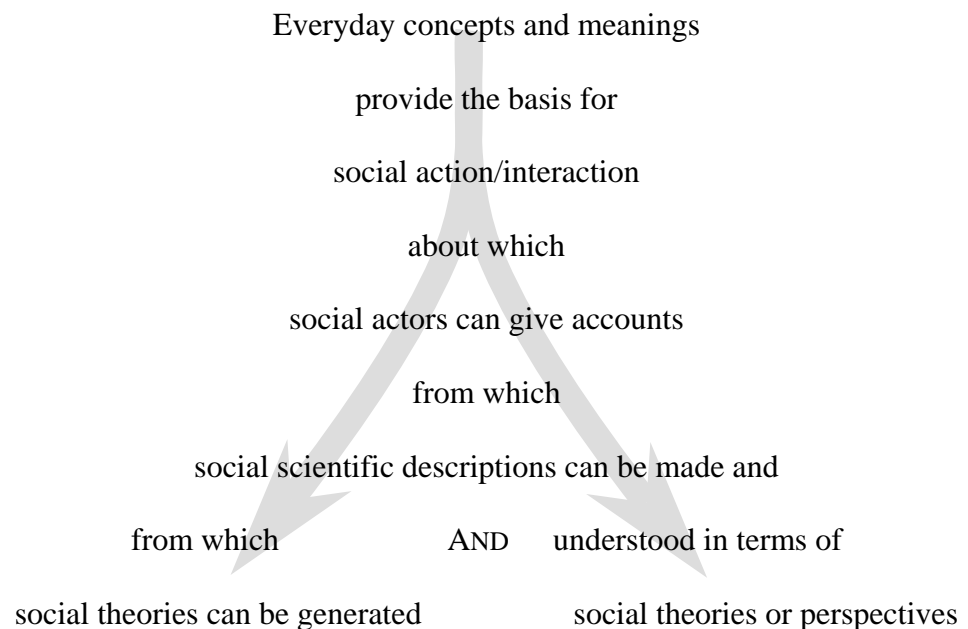 Everyday concepts and meanings
provide the basis for
social action/interaction
about which
social actors can give accounts
from which
social scientific descriptions can be made and
from which AND understood in terms of
social theories can be generated social theories or perspectives